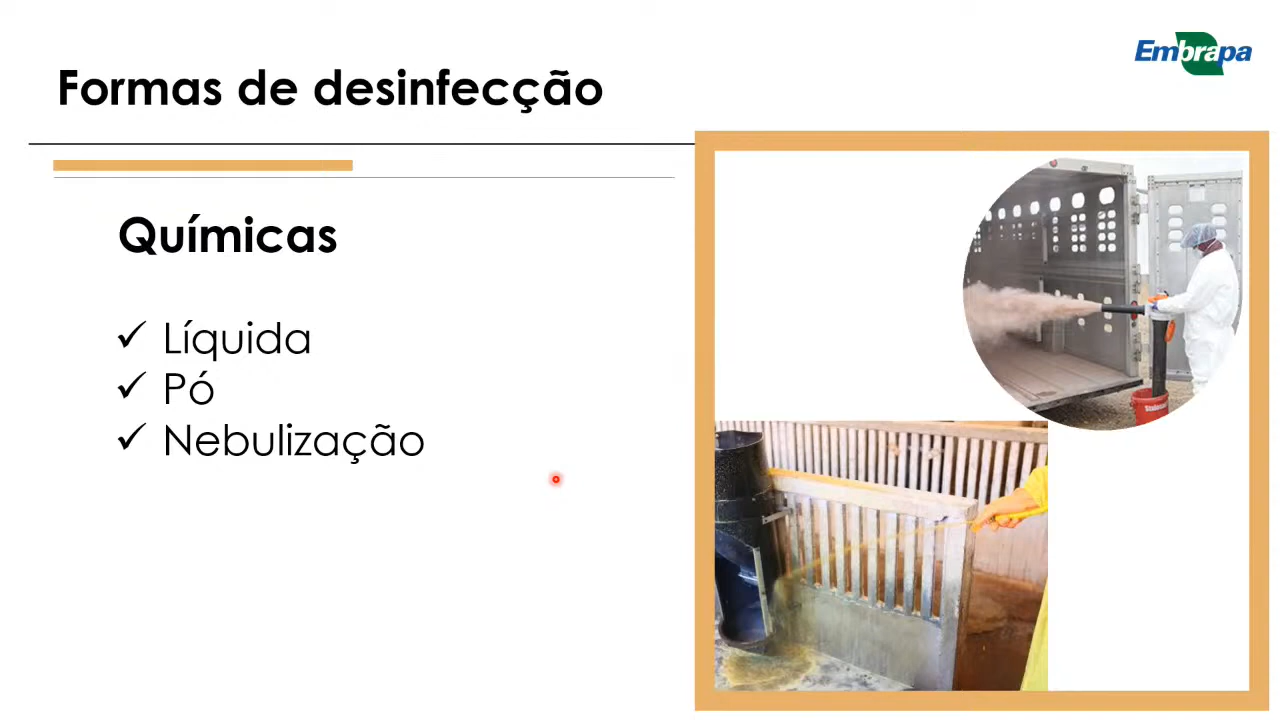 Embrapa
Formas de desinfecção
Químicas
✓ Líquida
✓ Pó
✓ Nebulização